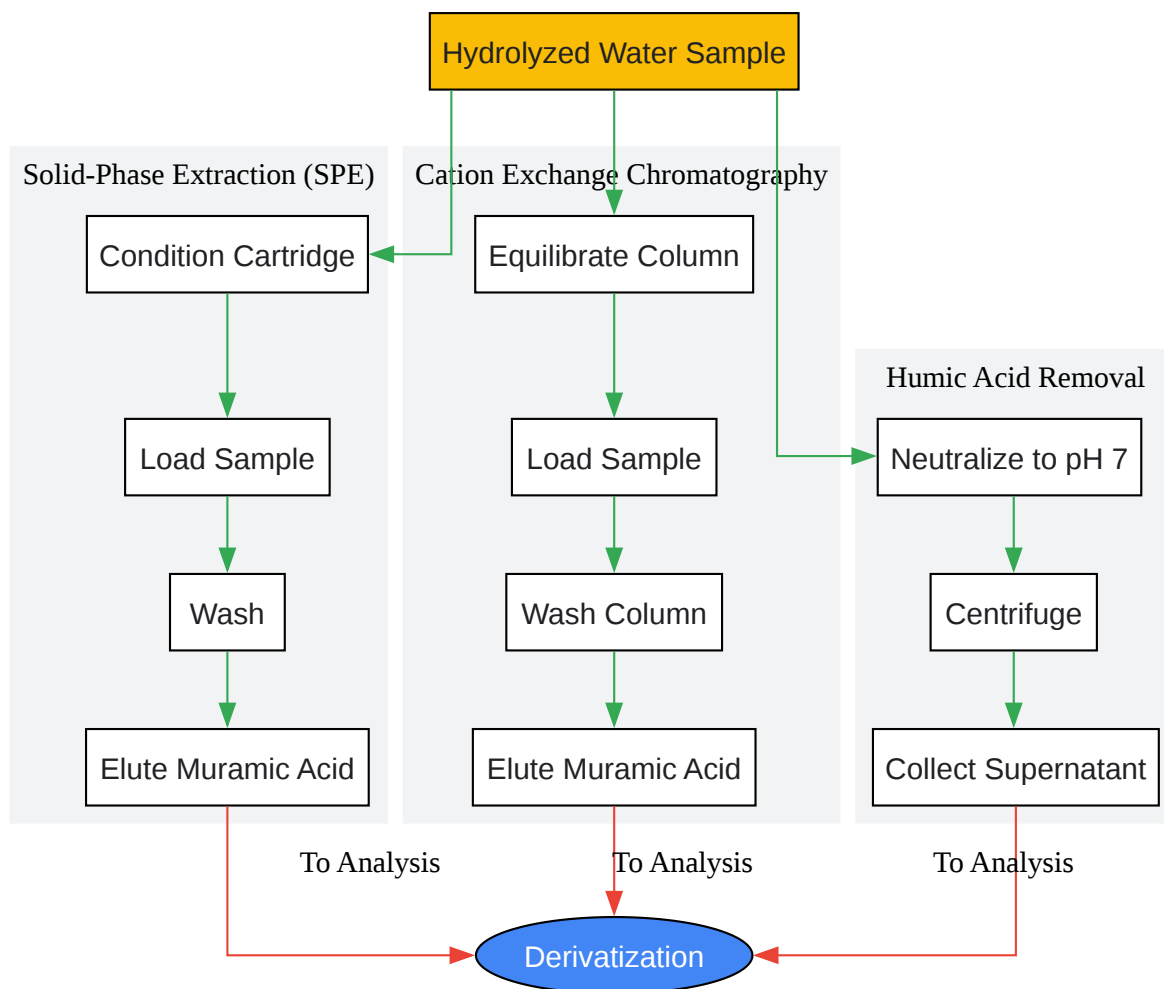 Hydrolyzed Water Sample
Solid-Phase Extraction (SPE)
Condition Cartridge
Load Sample
Wash
Elute Muramic Acid
To Analysis
Cation Exchange Chromatography
Equilibrate Column
Load Sample
Wash Column
Elute Muramic Acid
To Analysis
Humic Acid Removal
Neutralize to pH 7
Centrifuge
Collect Supernatant
To Analysis
Derivatization